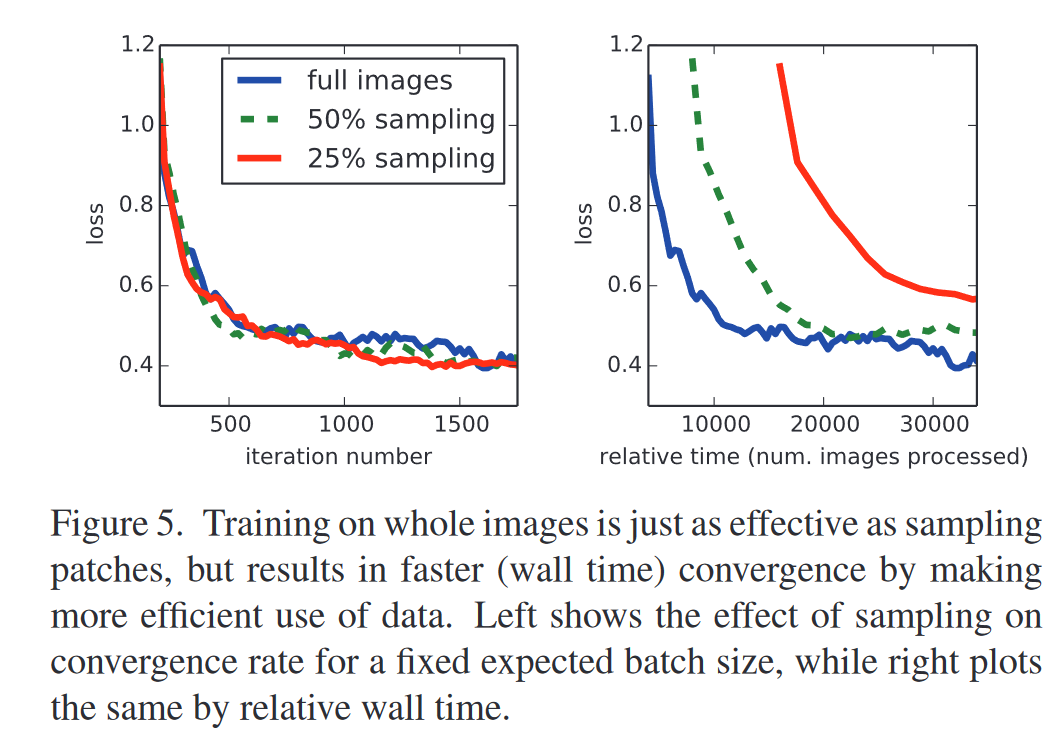 1.2
1.0
0.8
0.6
0.4
loss
500
1000
1500
iteration number
full images
50% sampling
25% sampling
1.2
1.0
0.8
0.6
0.4
loss
10000
20000
30000
relative time (num. images processed)
Figure 5. Training on whole images is just as effective as sampling
patches, but results in faster (wall time) convergence by making
more efficient use of data. Left shows the effect of sampling on
convergence rate for a fixed expected batch size, while right plots
the same by relative wall time.